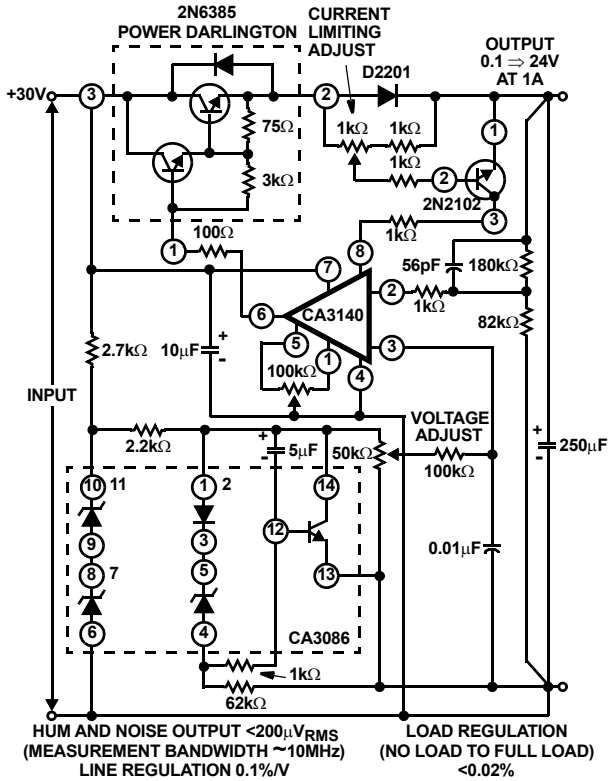 2N6385
POWER DARLINGTON
CURRENT
LIMITING
ADJUST
OUTPUT
0.1 ⇒ 24V
AT 1A
+30V
3
2
D2201
1
75Ω
1kΩ
1kΩ
1kΩ
3kΩ
2
2N2102
3
1
100Ω
8
1kΩ
7
56pF
180kΩ
6
CA3140
2
1kΩ
82kΩ
5
1
3
2.7kΩ
10μF
+
-
100kΩ
4
INPUT
VOLTAGE
ADJUST
2.2kΩ
+
-
5μF
50kΩ
100kΩ
+
-
250μF
10
11
1
2
14
9
3
12
0.01μF
8
7
5
13
6
4
CA3086
1kΩ
62kΩ
HUM AND NOISE OUTPUT <200μVRMS
(MEASUREMENT BANDWIDTH ~10MHz)
LINE REGULATION 0.1%/V
LOAD REGULATION
(NO LOAD TO FULL LOAD)
<0.02%